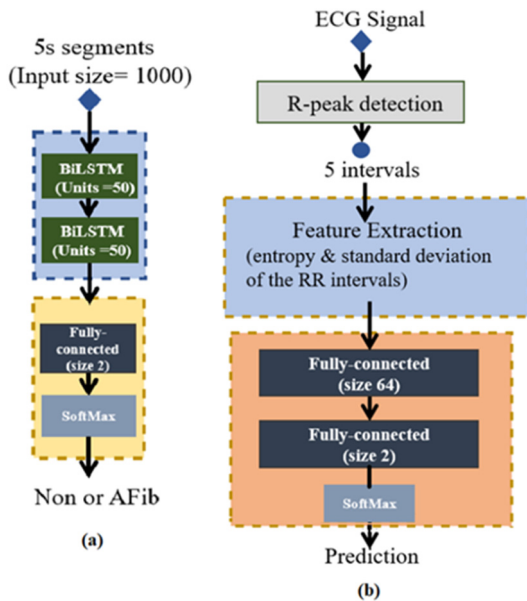 5s segments
(Input size= 1000)
BiLSTM
(Units =50)
BiLSTM
(Units =50)
Fully-
connected
(size 2)
SoftMax
Non or AFib
(a)
ECG Signal
R-peak detection
5 intervals
Feature Extraction
(entropy & standard deviation
of the RR intervals)
Fully-connected
(size 64)
Fully-connected
(size 2)
SoftMax
Prediction
(b)